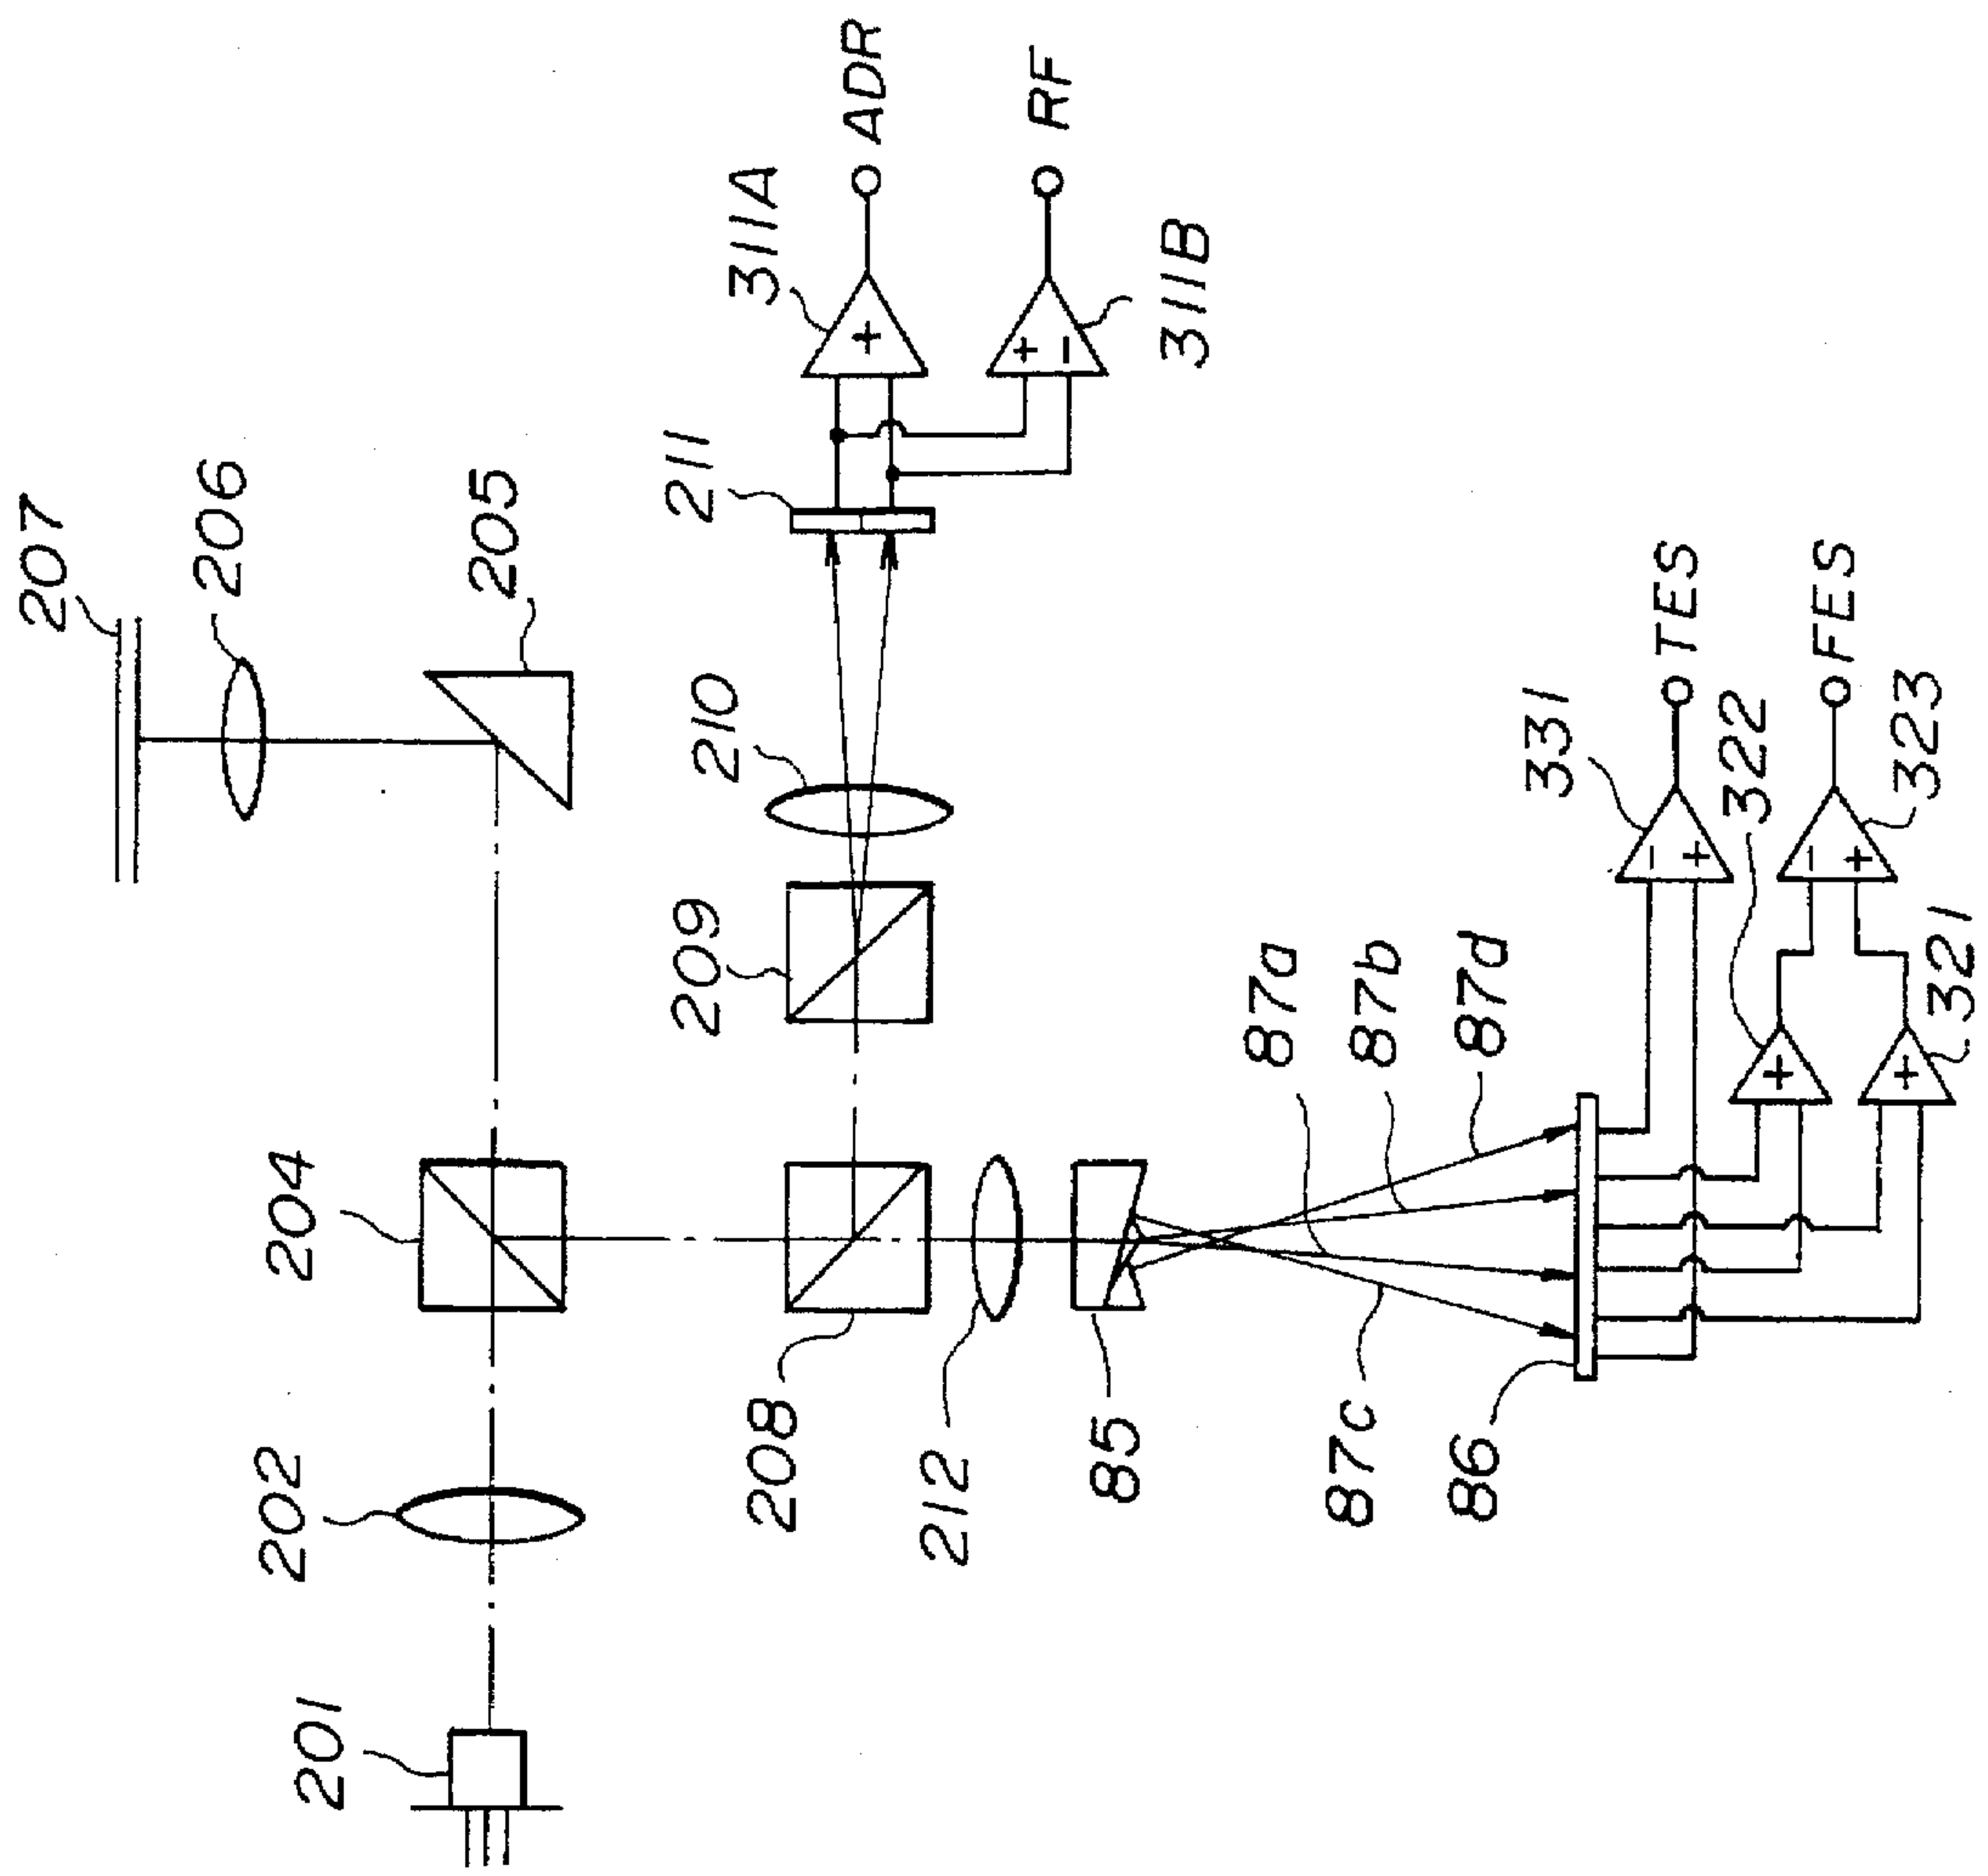 207
206
205
204
202
201
ADR
RF
311A
311B
211
210
209
208
212
85
87a
87b
87d
87c
86
TES
FES
331
322
323
321
+
+
−
−
+
−
+
+
+